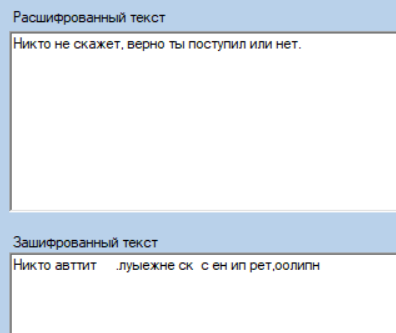 Расшифрованный текст
Никто не скажет, верно ты поступил или нет.
Зашифрованный текст
Никто авттит    .луыежне ск  с ен ип рет,оолипн